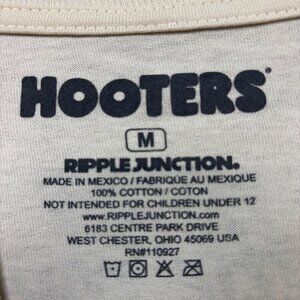 HOOTERS
M
RIPPLE JUNCTION®
MADE IN MEXICO / FABRIQUE AU MEXIQUE
100% COTTON / COTON
NOT INTENDED FOR CHILDREN UNDER 12
www.RIPPLEJUNCTION.com
6183 CENTRE PARK DRIVE
WEST CHESTER, OHIO 45069 USA
RN#110927